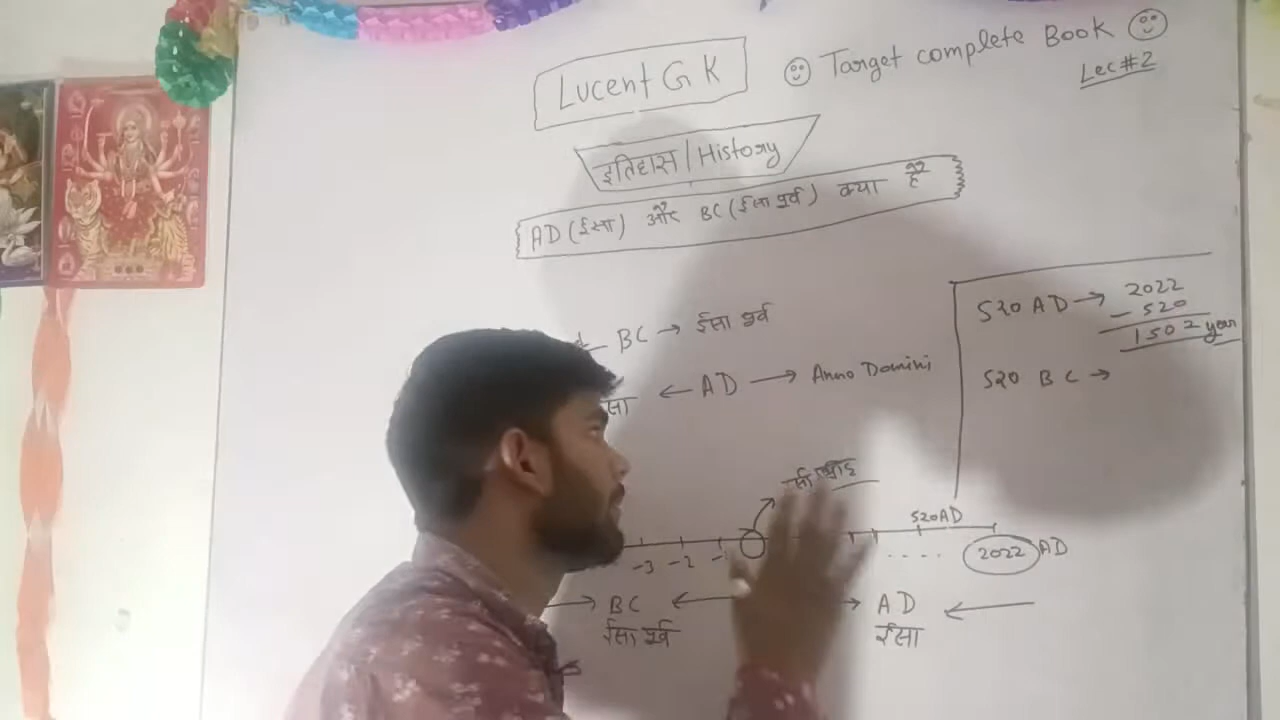 Lucent G K
☺ Target complete Book ☺
Lec#2
इतिहास | History
AD (ईसा) और BC (ईसा पूर्व) क्या है?
BC → ईसा पूर्व
सा ← AD → Anno Domini
520 AD → 2022
- 520
1502 year
520 BC →
520AD
-3 -2 -1
.... 2022 AD
→ BC ←
ईसा पूर्व
→ AD ←
ईसा